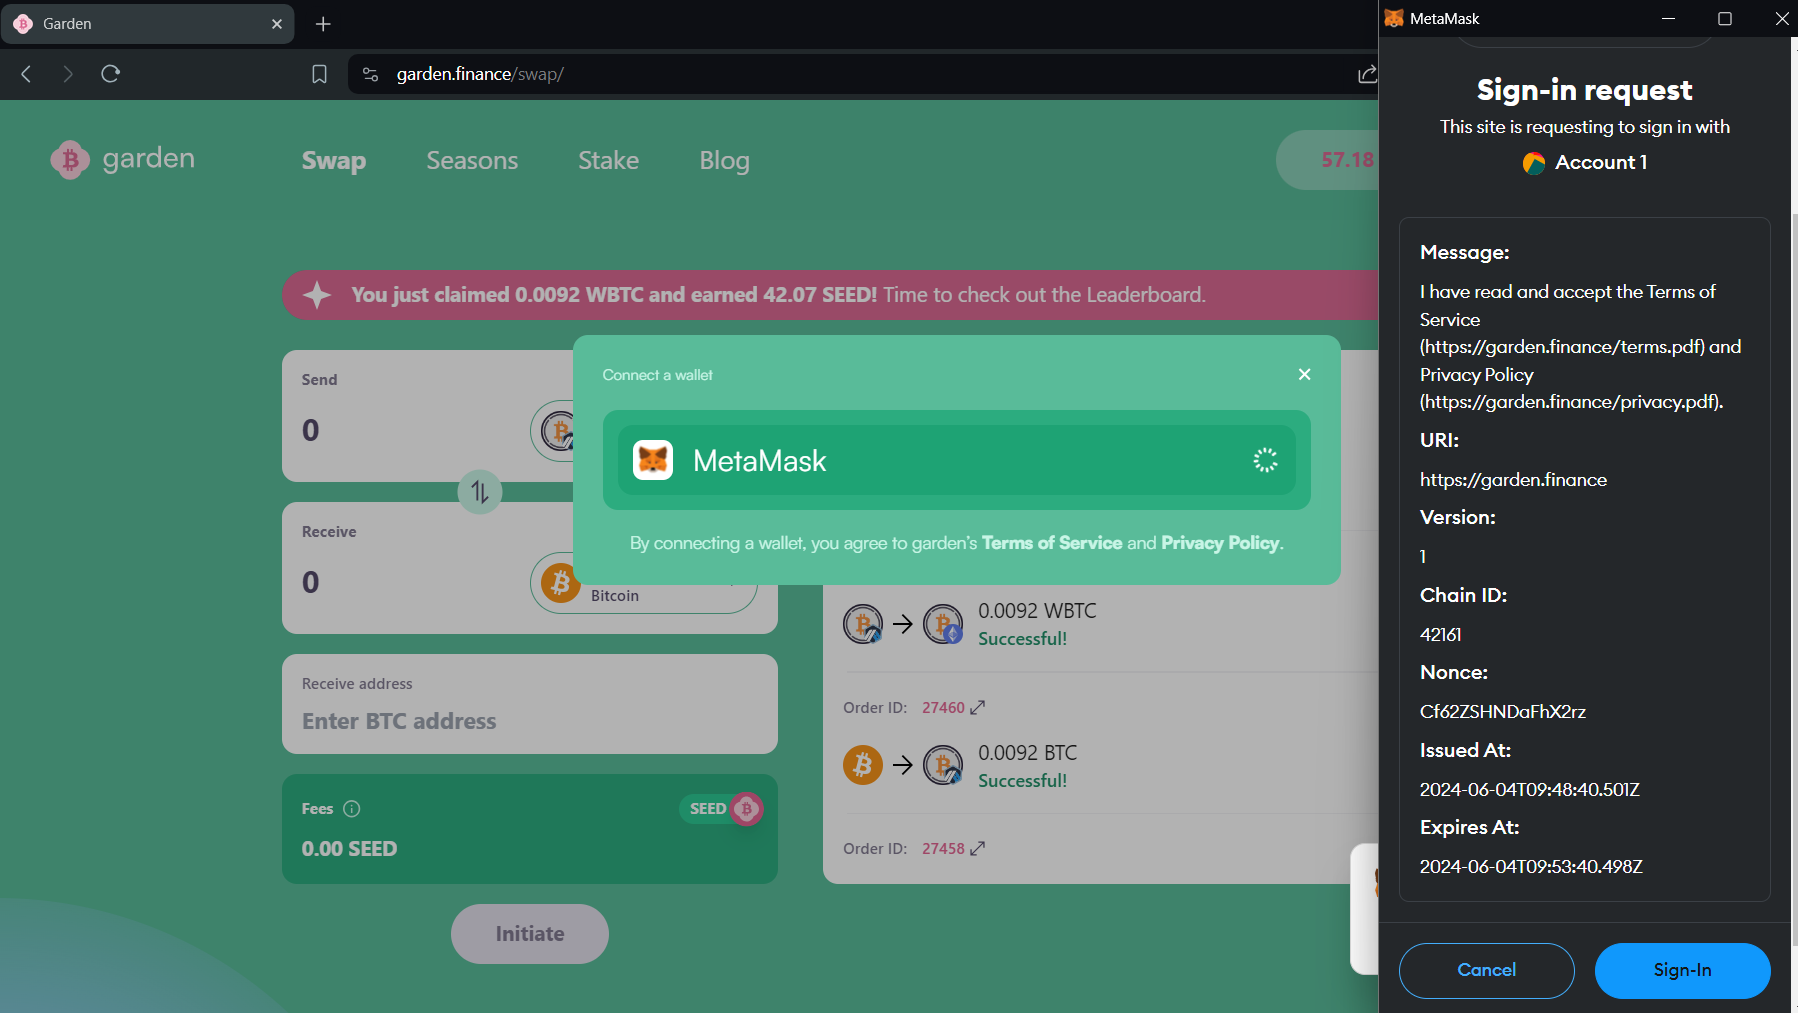 Garden
garden.finance/swap/
garden
Swap
Seasons
Stake
Blog
57.18
You just claimed 0.0092 WBTC and earned 42.07 SEED! Time to check out the Leaderboard.
Send
0
Receive
0
Bitcoin
Receive address
Enter BTC address
Fees
SEED
0.00 SEED
Initiate
Connect a wallet
MetaMask
By connecting a wallet, you agree to garden's Terms of Service and Privacy Policy.
0.0092 WBTC
Successful!
Order ID: 27460
0.0092 BTC
Successful!
Order ID: 27458
MetaMask
Sign-in request
This site is requesting to sign in with
Account 1
Message:
I have read and accept the Terms of
Service
(https://garden.finance/terms.pdf) and
Privacy Policy
(https://garden.finance/privacy.pdf).
URI:
https://garden.finance
Version:
1
Chain ID:
42161
Nonce:
Cf62ZSHNDaFhX2rz
Issued At:
2024-06-04T09:48:40.501Z
Expires At:
2024-06-04T09:53:40.498Z
Cancel
Sign-In